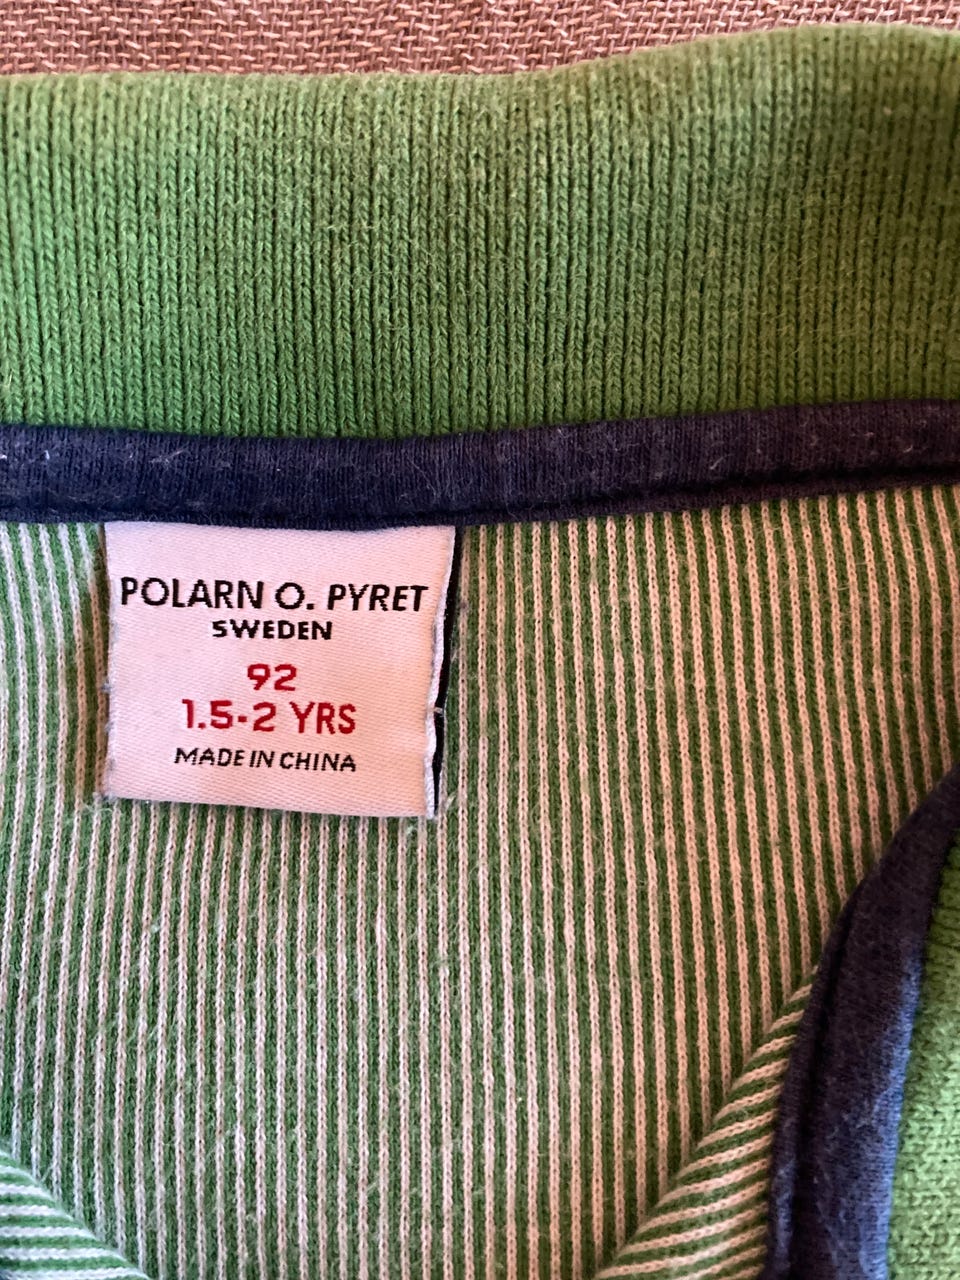 POLARN O. PYRET
SWEDEN
92
1.5-2 YRS
MADE IN CHINA